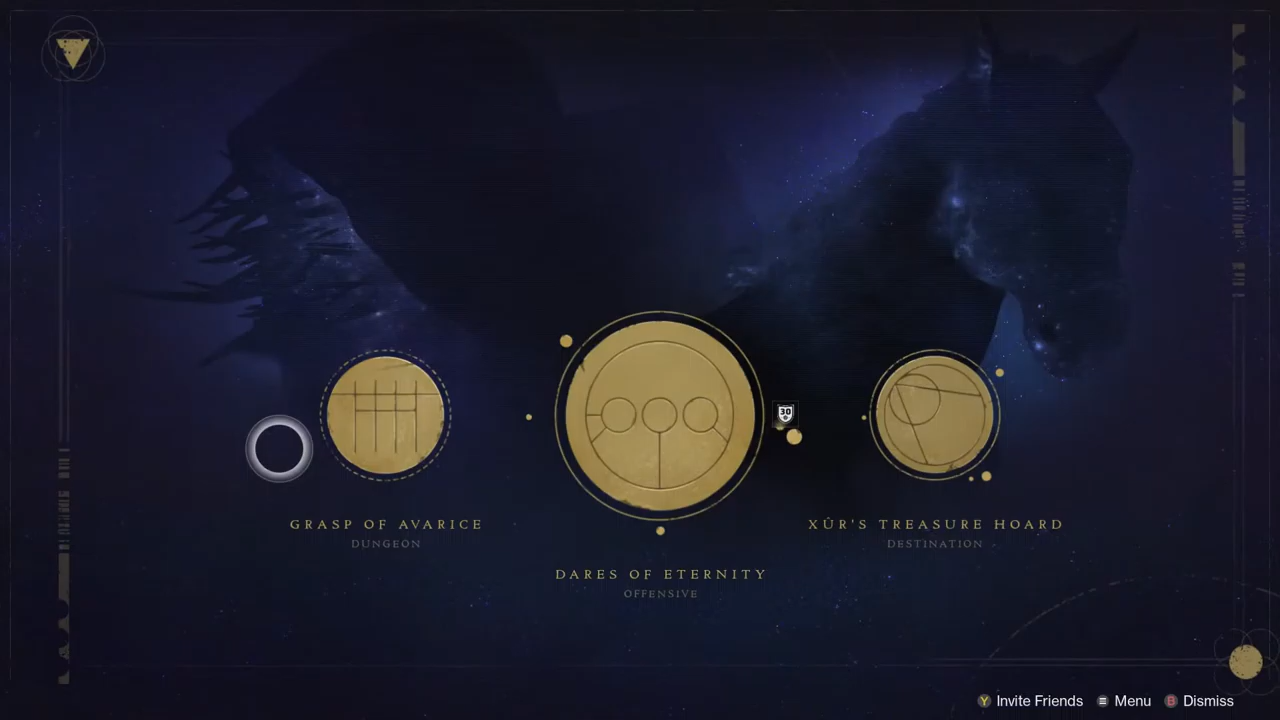 30
GRASP OF AVARICE
DUNGEON
XÛR'S TREASURE HOARD
DESTINATION
DARES OF ETERNITY
OFFENSIVE
Y Invite Friends Menu B Dismiss